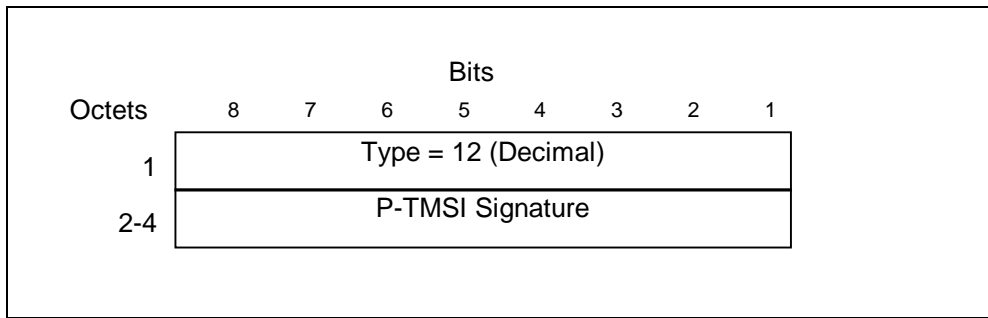 Bits
Octets 8 7 6 5 4 3 2 1
1 Type = 12 (Decimal)
2-4 P-TMSI Signature